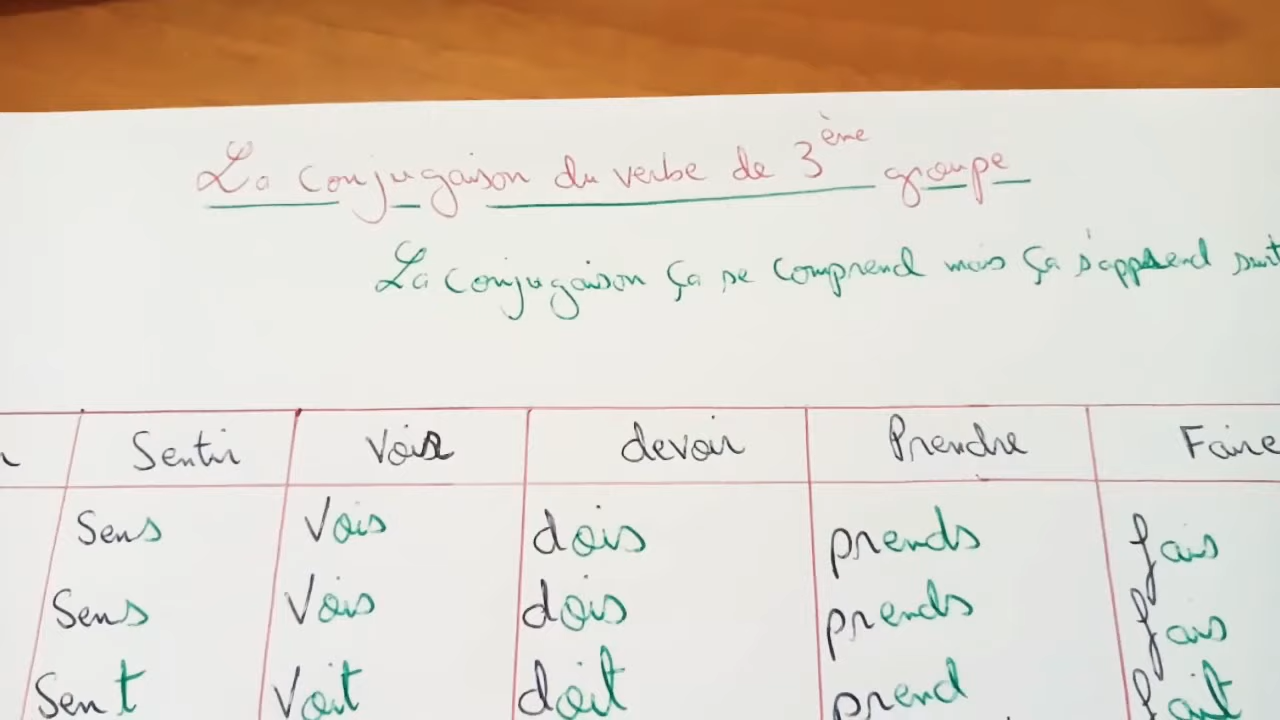 La conjugaison du verbe de 3ème groupe
La conjugaison ça se comprend mais ça s'apprend
Sentir Voir devoir Prendre Faire
Sens Vois dois prends fais
Sens Vois dois prends fais
Sent Voit doit prend fait